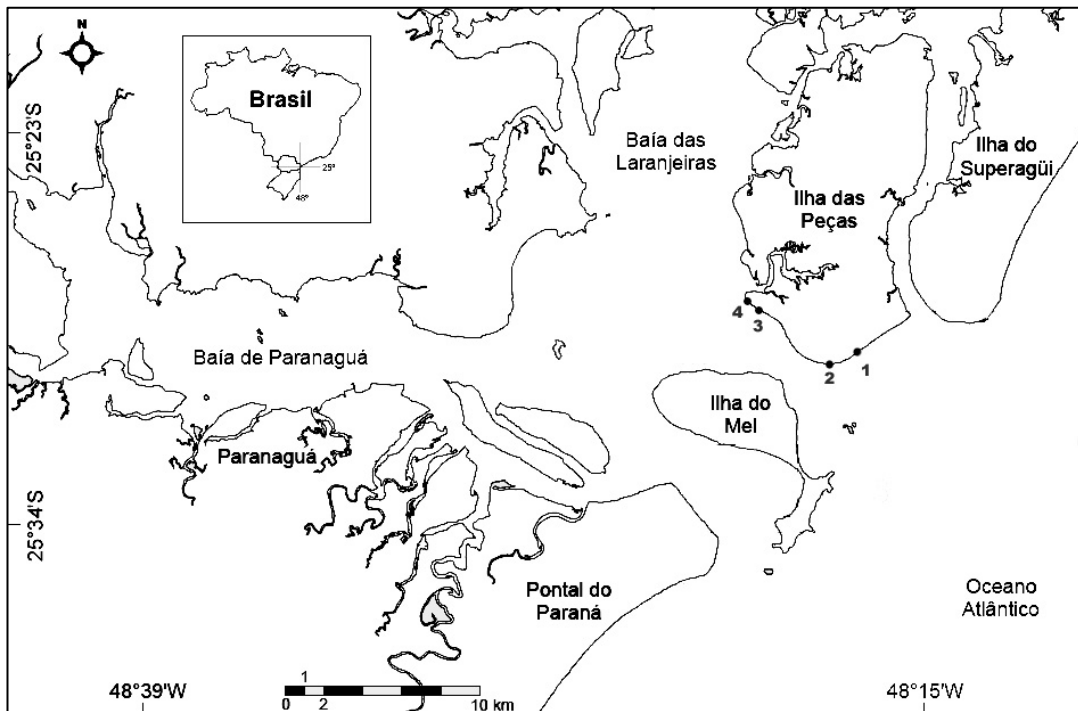 N
Brasil
25°
48°
25°23'S
Baía das
Laranjeiras
Ilha do
Superagüi
Ilha das
Peças
4
3
2
1
Baía de Paranaguá
Ilha do
Mel
Paranaguá
25°34'S
Pontal do
Paraná
Oceano
Atlântico
48°39'W
1
0
2
10 km
48°15'W